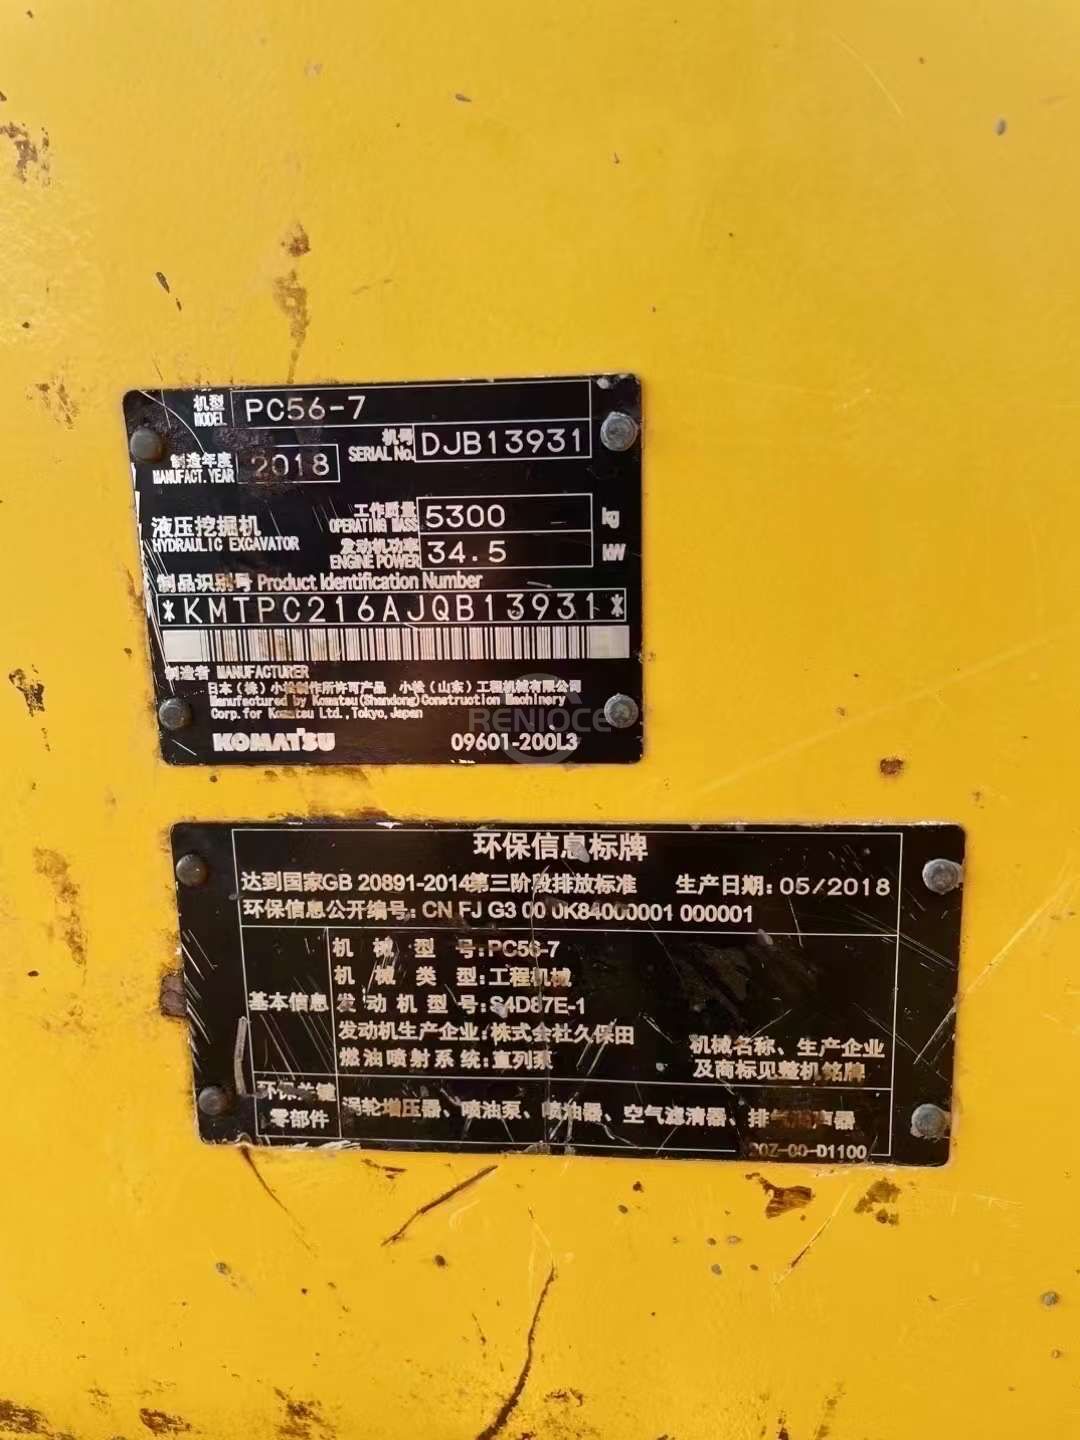 机型 MODEL PC56-7
机号 SERIAL No. DJB13931
制造年度 MANUFACT. YEAR 2018
工作质量 OPERATING MASS 5300 kg
液压挖掘机 HYDRAULIC EXCAVATOR
发动机功率 ENGINE POWER 34.5 kW
制品识别号 Product Identification Number
*KMTPC216AJQB13931*
制造者 MANUFACTURER
日本(株)小松制作所许可产品 小松(山东)工程机械有限公司
Manufactured by Komatsu(Shandong)Construction Machinery
Corp. for Komatsu Ltd., Tokyo, Japan
RENIOCE
KOMATSU 09601-200L3
环保信息标牌
达到国家GB 20891-2014第三阶段排放标准 生产日期: 05/2018
环保信息公开编号: CN FJ G3 00 0K84000001 000001
基本信息
机械型号:PC56-7
机械类型:工程机械
发动机型号:S4D87E-1
发动机生产企业:株式会社久保田
燃油喷射系统:直列泵
机械名称、生产企业
及商标见整机铭牌
环保关键
零部件
涡轮增压器、喷油泵、喷油器、空气滤清器、排气消声器
20Z-00-D1100